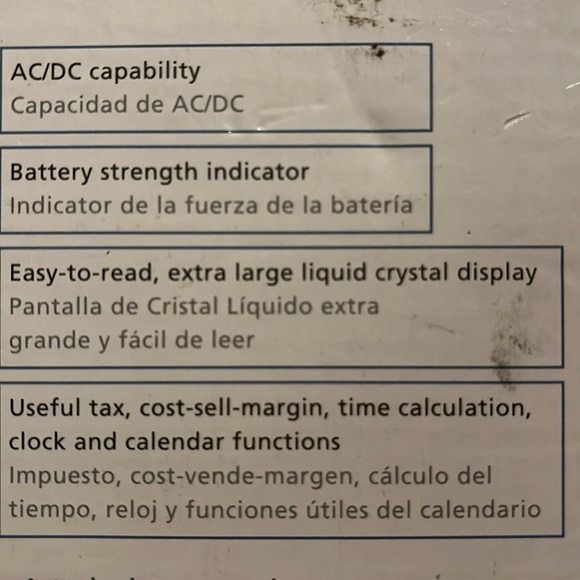 AC/DC capability
Capacidad de AC/DC
Battery strength indicator
Indicator de la fuerza de la batería
Easy-to-read, extra large liquid crystal display
Pantalla de Cristal Líquido extra
grande y fácil de leer
Useful tax, cost-sell-margin, time calculation,
clock and calendar functions
Impuesto, cost-vende-margen, cálculo del
tiempo, reloj y funciones útiles del calendario